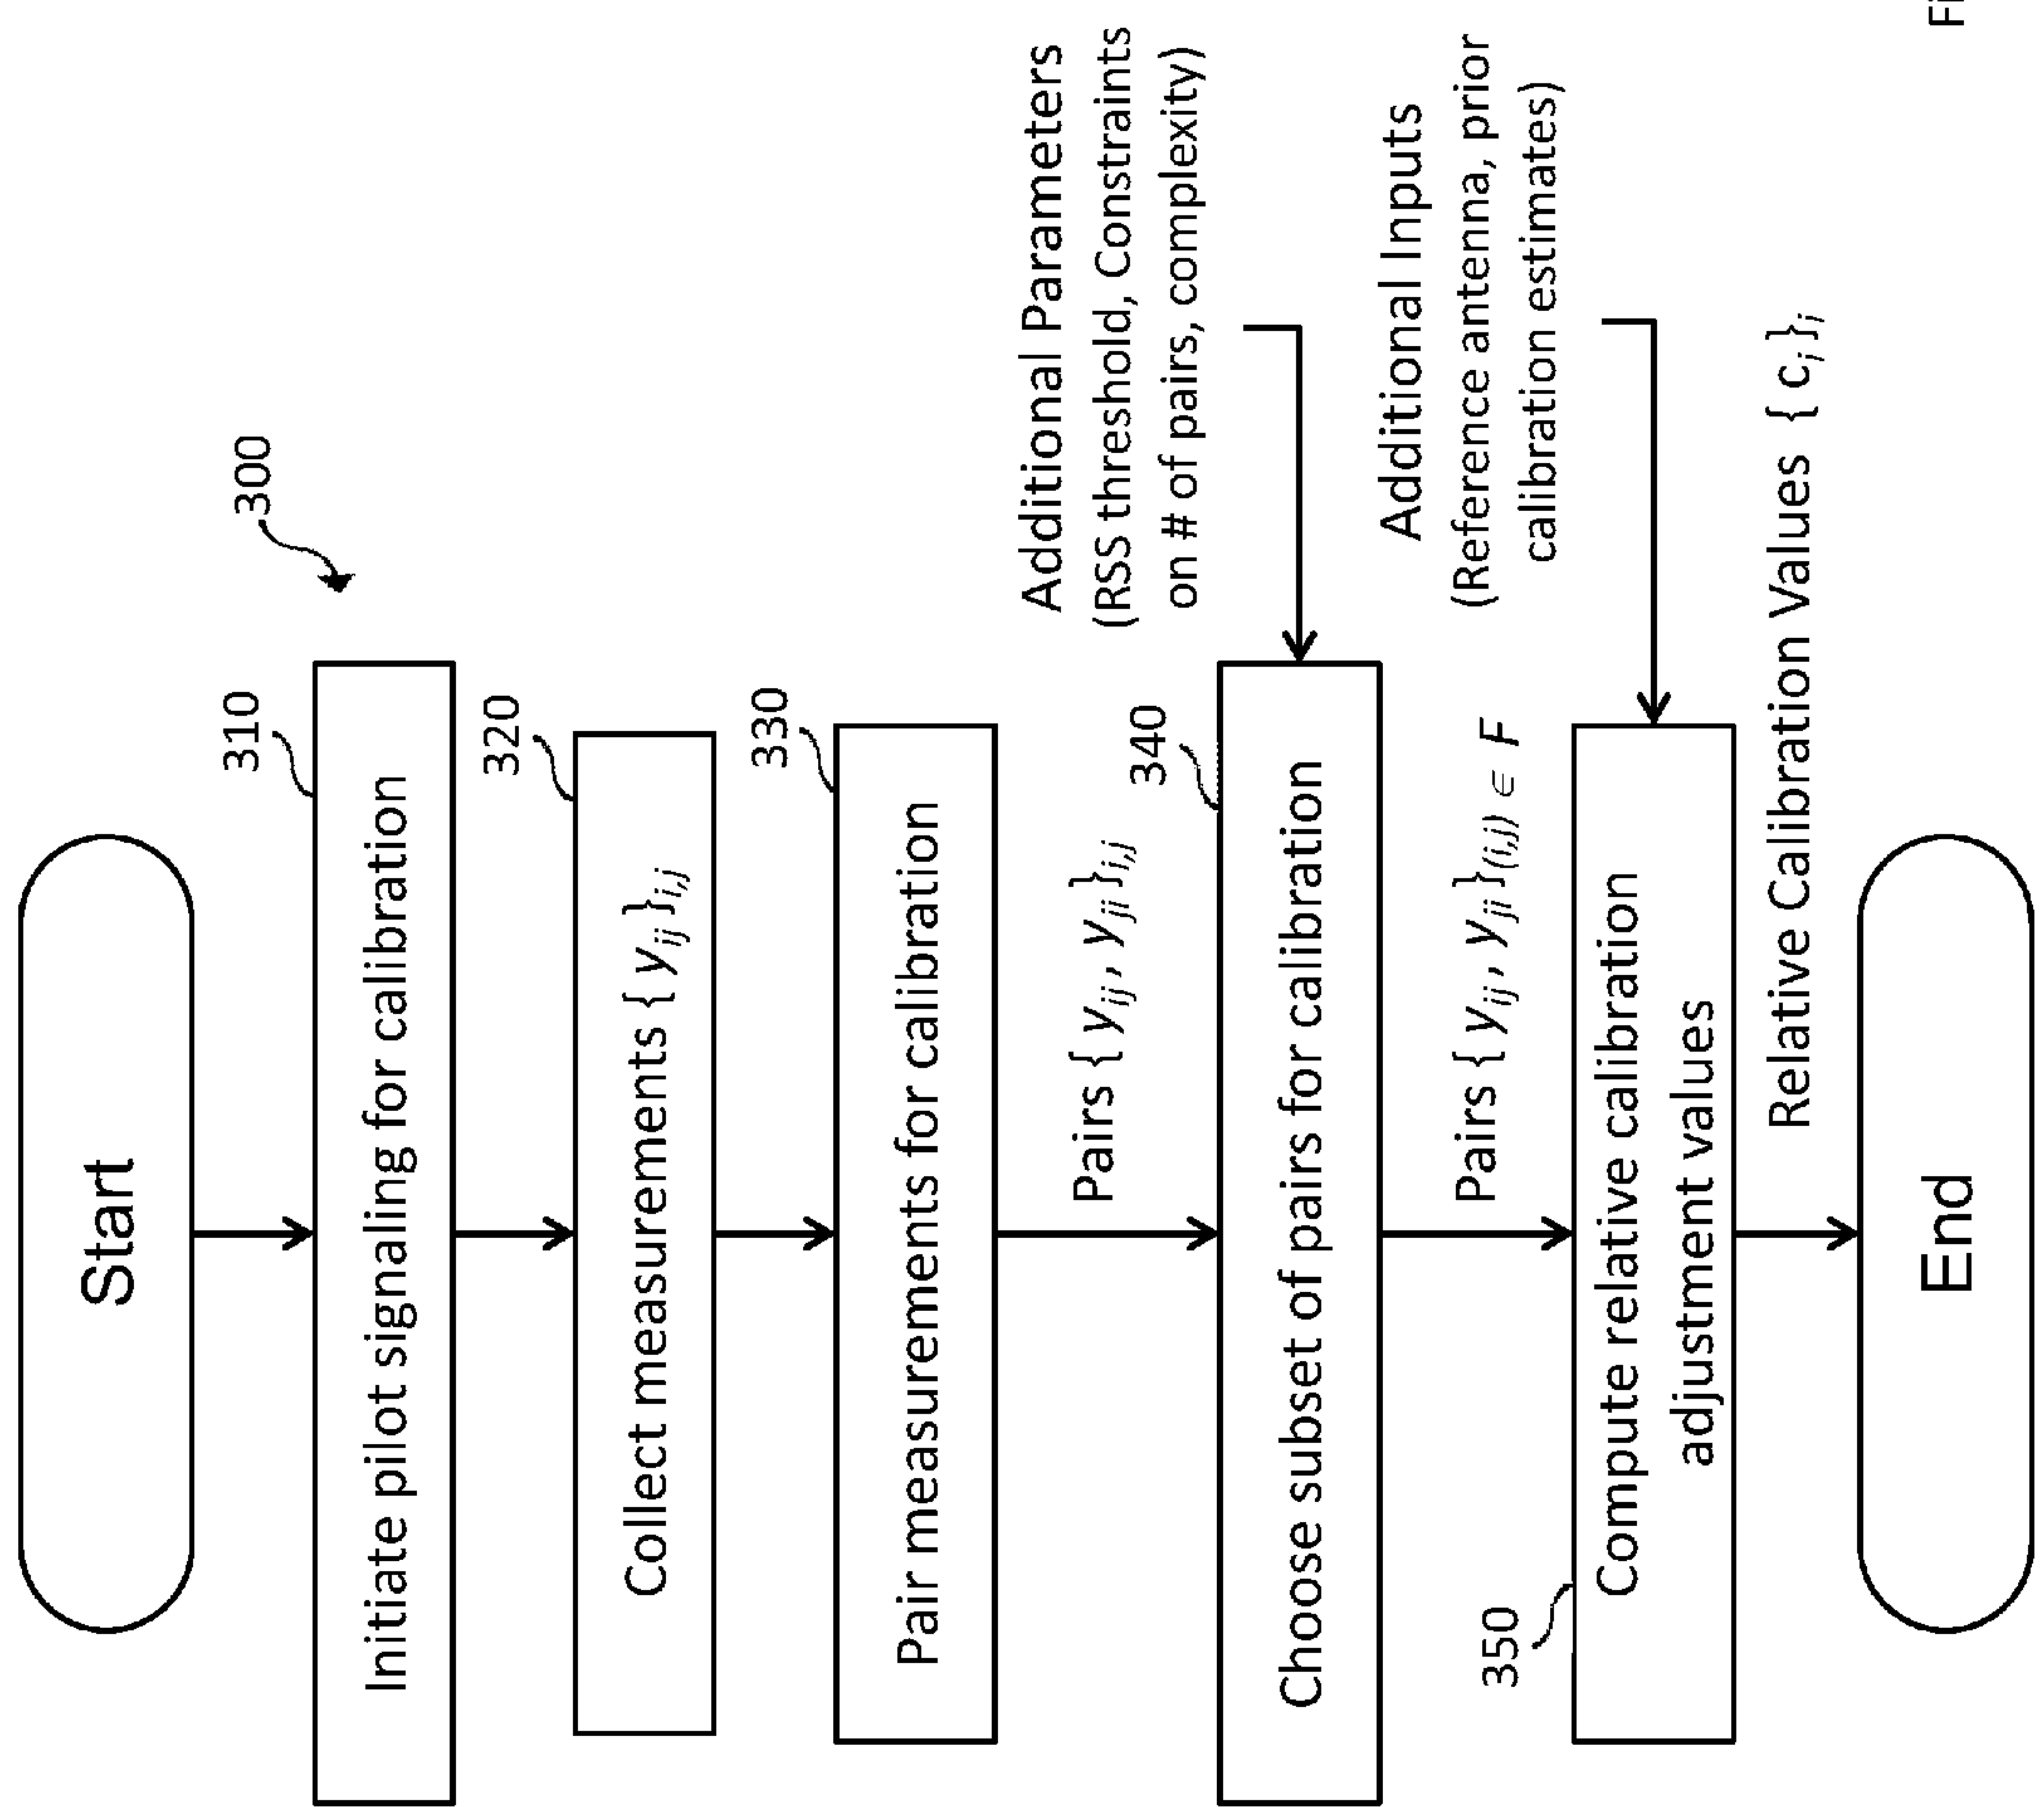 300
Start
310
Initiate pilot signaling for calibration
320
Collect measurements { y_ij }_i,j
330
Pair measurements for calibration
Pairs { y_ij , y_ji }_i,j
Additional Parameters
(RSS threshold, Constraints
on # of pairs, complexity)
340
Choose subset of pairs for calibration
Pairs { y_ij , y_ji }_(i,j) ∈ F
Additional Inputs
(Reference antenna, prior
calibration estimates)
350
Compute relative calibration
adjustment values
Relative Calibration Values { c_i }_i
End